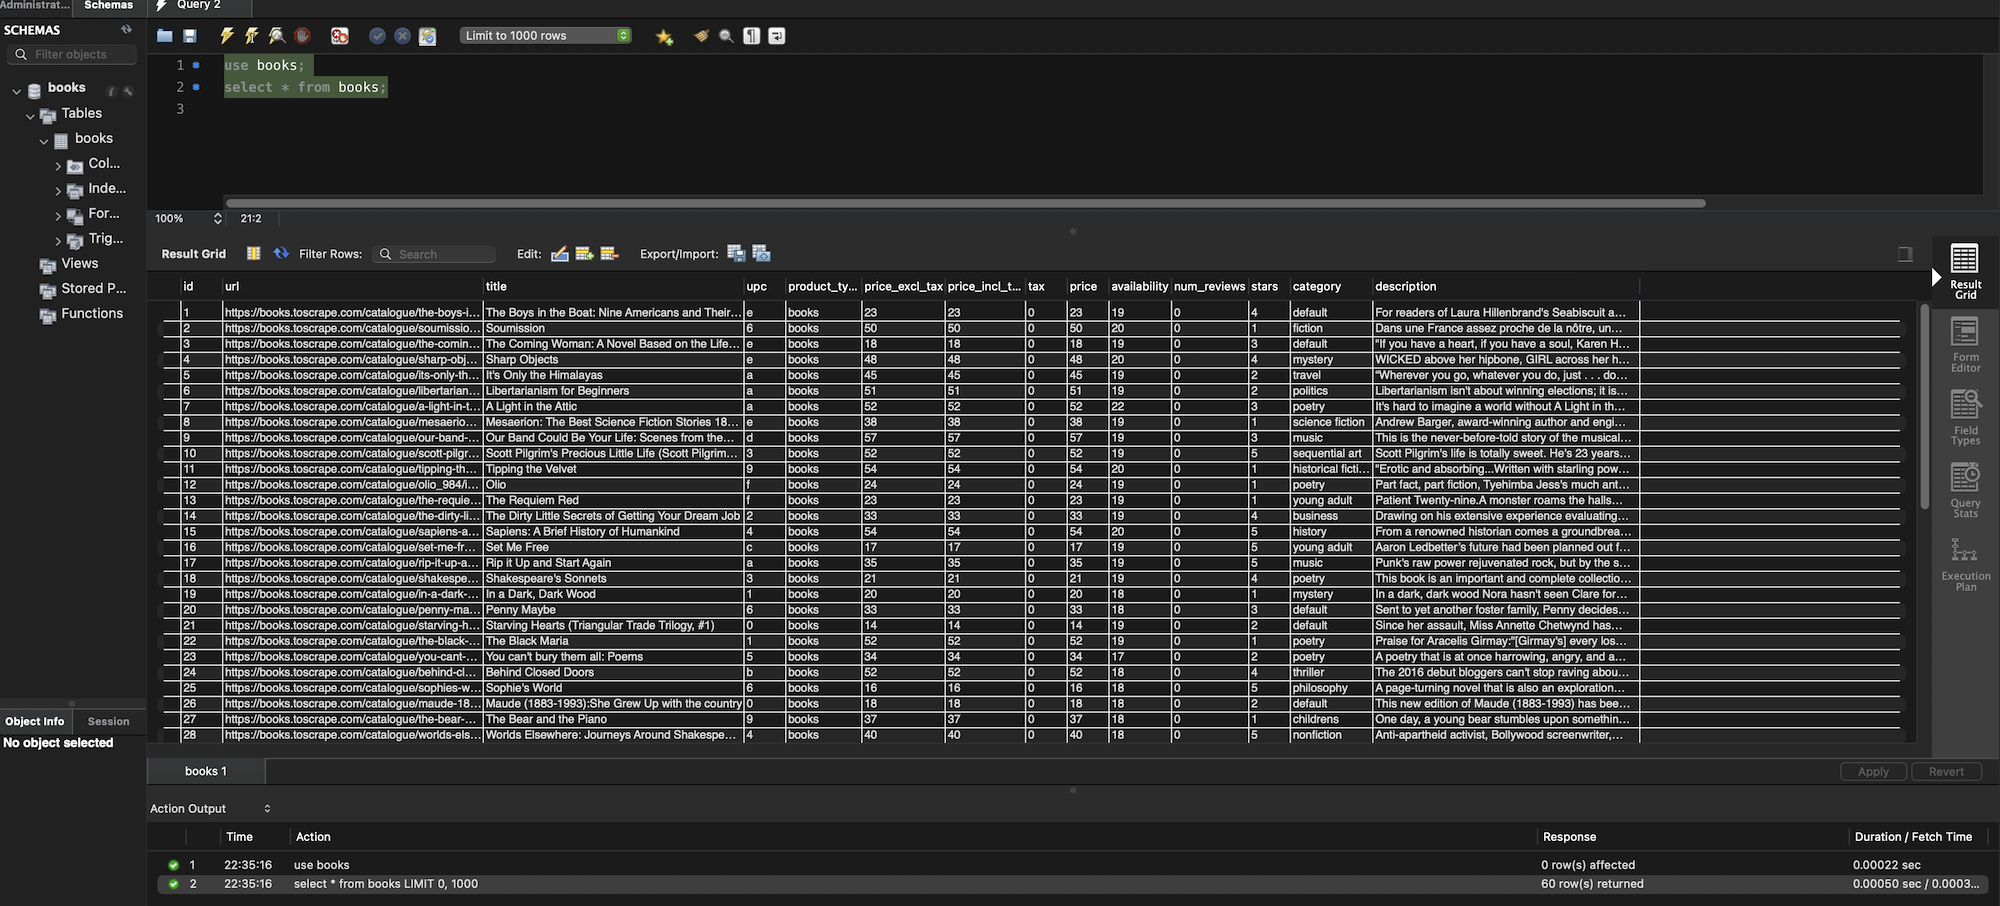 Administrat... Schemas Query 2
SCHEMAS
Filter objects
Limit to 1000 rows
1 use books;
2 select * from books;
3
books
Tables
books
Col...
Inde...
For...
Trig...
Views
Stored P...
Functions
100% 21:2
Result Grid Filter Rows: Search Edit: Export/Import:
id url title upc product_ty... price_excl_tax price_incl_t... tax price availability num_reviews stars category description
1 https://books.toscrape.com/catalogue/the-boys-i... The Boys in the Boat: Nine Americans and Their... e books 23 23 0 23 19 0 4 default For readers of Laura Hillenbrand's Seabiscuit a...
2 https://books.toscrape.com/catalogue/soumissio... Soumission 6 books 50 50 0 50 20 0 1 fiction Dans une France assez proche de la nôtre, un...
3 https://books.toscrape.com/catalogue/the-comin... The Coming Woman: A Novel Based on the Life... e books 18 18 0 18 19 0 3 default "If you have a heart, if you have a soul, Karen H...
4 https://books.toscrape.com/catalogue/sharp-obj... Sharp Objects e books 48 48 0 48 20 0 4 mystery WICKED above her hipbone, GIRL across her h...
5 https://books.toscrape.com/catalogue/its-only-th... It's Only the Himalayas a books 45 45 0 45 19 0 2 travel “Wherever you go, whatever you do, just . . . do...
6 https://books.toscrape.com/catalogue/libertarian... Libertarianism for Beginners a books 51 51 0 51 19 0 2 politics Libertarianism isn't about winning elections; it is...
7 https://books.toscrape.com/catalogue/a-light-in-t... A Light in the Attic a books 52 52 0 52 22 0 3 poetry It's hard to imagine a world without A Light in th...
8 https://books.toscrape.com/catalogue/mesaerio... Mesaerion: The Best Science Fiction Stories 18... e books 38 38 0 38 19 0 1 science fiction Andrew Barger, award-winning author and engi...
9 https://books.toscrape.com/catalogue/our-band-... Our Band Could Be Your Life: Scenes from the... d books 57 57 0 57 19 0 3 music This is the never-before-told story of the musical...
10 https://books.toscrape.com/catalogue/scott-pilgr... Scott Pilgrim's Precious Little Life (Scott Pilgrim... 3 books 52 52 0 52 19 0 5 sequential art Scott Pilgrim's life is totally sweet. He's 23 years...
11 https://books.toscrape.com/catalogue/tipping-th... Tipping the Velvet 9 books 54 54 0 54 20 0 1 historical ficti... "Erotic and absorbing...Written with starling pow...
12 https://books.toscrape.com/catalogue/olio_984/i... Olio f books 24 24 0 24 19 0 1 poetry Part fact, part fiction, Tyehimba Jess's much ant...
13 https://books.toscrape.com/catalogue/the-requie... The Requiem Red f books 23 23 0 23 19 0 1 young adult Patient Twenty-nine.A monster roams the halls...
14 https://books.toscrape.com/catalogue/the-dirty-li... The Dirty Little Secrets of Getting Your Dream Job 2 books 33 33 0 33 19 0 4 business Drawing on his extensive experience evaluating...
15 https://books.toscrape.com/catalogue/sapiens-a... Sapiens: A Brief History of Humankind 4 books 54 54 0 54 20 0 5 history From a renowned historian comes a groundbrea...
16 https://books.toscrape.com/catalogue/set-me-fr... Set Me Free c books 17 17 0 17 19 0 5 young adult Aaron Ledbetter's future had been planned out f...
17 https://books.toscrape.com/catalogue/rip-it-up-a... Rip it Up and Start Again a books 35 35 0 35 19 0 5 music Punk's raw power rejuvenated rock, but by the s...
18 https://books.toscrape.com/catalogue/shakespe... Shakespeare's Sonnets 3 books 21 21 0 21 19 0 4 poetry This book is an important and complete collectio...
19 https://books.toscrape.com/catalogue/in-a-dark-... In a Dark, Dark Wood 1 books 20 20 0 20 18 0 1 mystery In a dark, dark wood Nora hasn't seen Clare for...
20 https://books.toscrape.com/catalogue/penny-ma... Penny Maybe 6 books 33 33 0 33 18 0 3 default Sent to yet another foster family, Penny decides...
21 https://books.toscrape.com/catalogue/starving-h... Starving Hearts (Triangular Trade Trilogy, #1) 0 books 14 14 0 14 19 0 2 default Since her assault, Miss Annette Chetwynd has...
22 https://books.toscrape.com/catalogue/the-black-... The Black Maria 1 books 52 52 0 52 19 0 1 poetry Praise for Aracelis Girmay:"[Girmay's] every los...
23 https://books.toscrape.com/catalogue/you-cant-... You can't bury them all: Poems 5 books 34 34 0 34 17 0 2 poetry A poetry that is at once harrowing, angry, and a...
24 https://books.toscrape.com/catalogue/behind-cl... Behind Closed Doors b books 52 52 0 52 18 0 4 thriller The 2016 debut bloggers can't stop raving abou...
25 https://books.toscrape.com/catalogue/sophies-w... Sophie's World 6 books 16 16 0 16 18 0 5 philosophy A page-turning novel that is also an exploration...
26 https://books.toscrape.com/catalogue/maude-18... Maude (1883-1993):She Grew Up with the country 0 books 18 18 0 18 18 0 2 default This new edition of Maude (1883-1993) has bee...
27 https://books.toscrape.com/catalogue/the-bear-... The Bear and the Piano 9 books 37 37 0 37 18 0 1 childrens One day, a young bear stumbles upon somethin...
28 https://books.toscrape.com/catalogue/worlds-els... Worlds Elsewhere: Journeys Around Shakespe... 4 books 40 40 0 40 18 0 5 nonfiction Anti-apartheid activist, Bollywood screenwriter,...
Result
Grid
Form
Editor
Field
Types
Query
Stats
Execution
Plan
Object Info Session
No object selected
books 1 Apply Revert
Action Output
Time Action Response Duration / Fetch Time
1 22:35:16 use books 0 row(s) affected 0.00022 sec
2 22:35:16 select * from books LIMIT 0, 1000 60 row(s) returned 0.00050 sec / 0.0003...